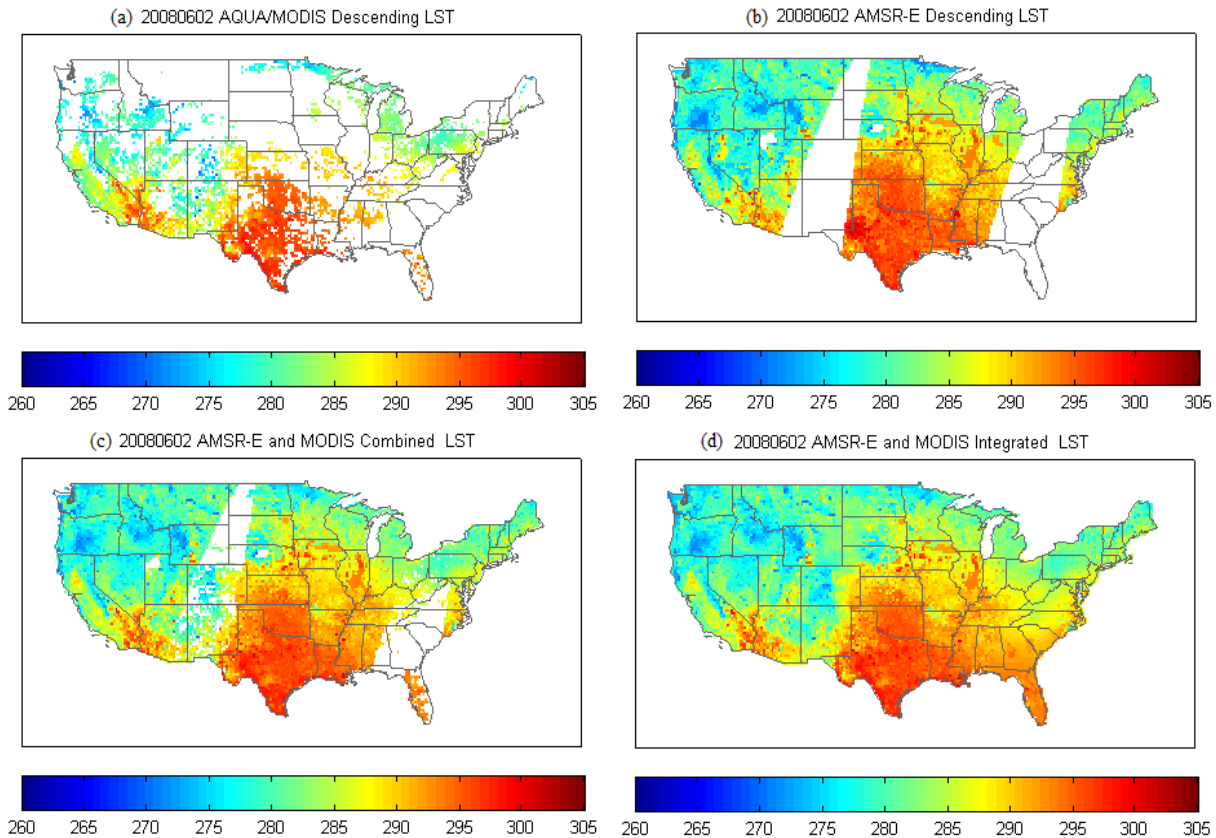 (a) 20080602 AQUA/MODIS Descending LST
(b) 20080602 AMSR-E Descending LST
260 265 270 275 280 285 290 295 300 305
260 265 270 275 280 285 290 295 300 305
(c) 20080602 AMSR-E and MODIS Combined LST
(d) 20080602 AMSR-E and MODIS Integrated LST
260 265 270 275 280 285 290 295 300 305
260 265 270 275 280 285 290 295 300 305